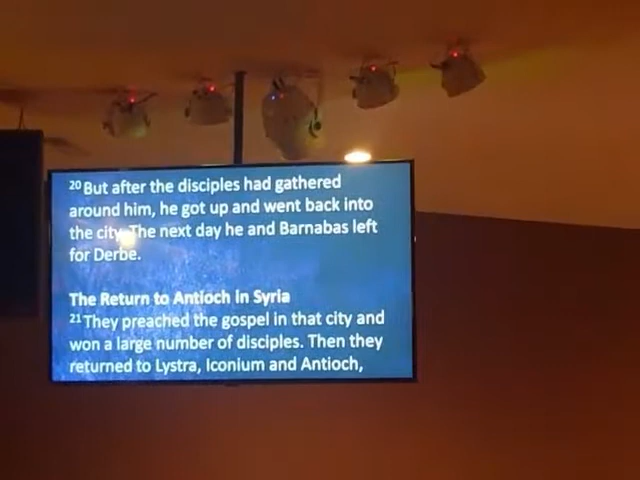 20 But after the disciples had gathered
around him, he got up and went back into
the city. The next day he and Barnabas left
for Derbe.
The Return to Antioch in Syria
21 They preached the gospel in that city and
won a large number of disciples. Then they
returned to Lystra, Iconium and Antioch,